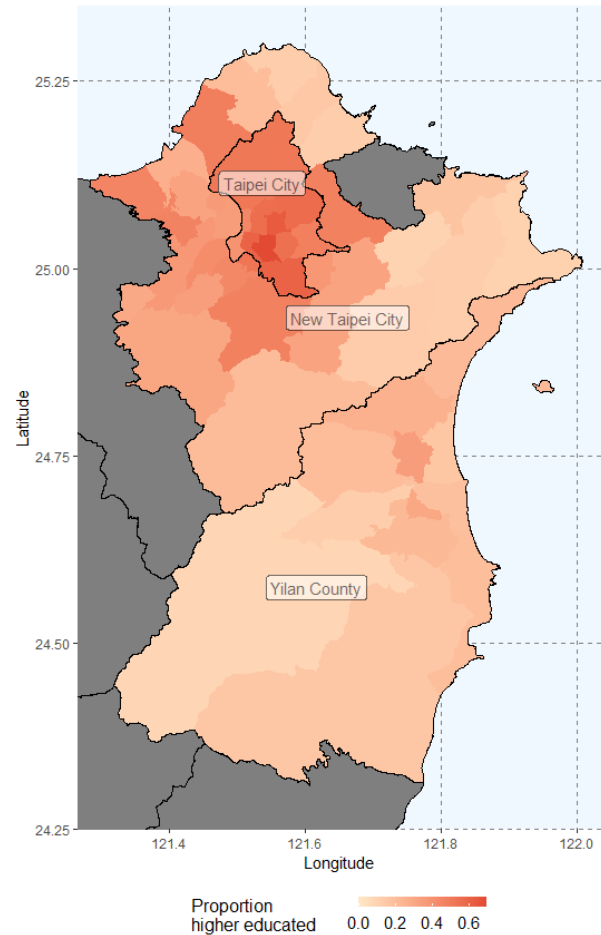 25.25
Taipei City
25.00
New Taipei City
Latitude
24.75
Yilan County
24.50
24.25
121.4 121.6 121.8 122.0
Longitude
Proportion
higher educated
0.0 0.2 0.4 0.6